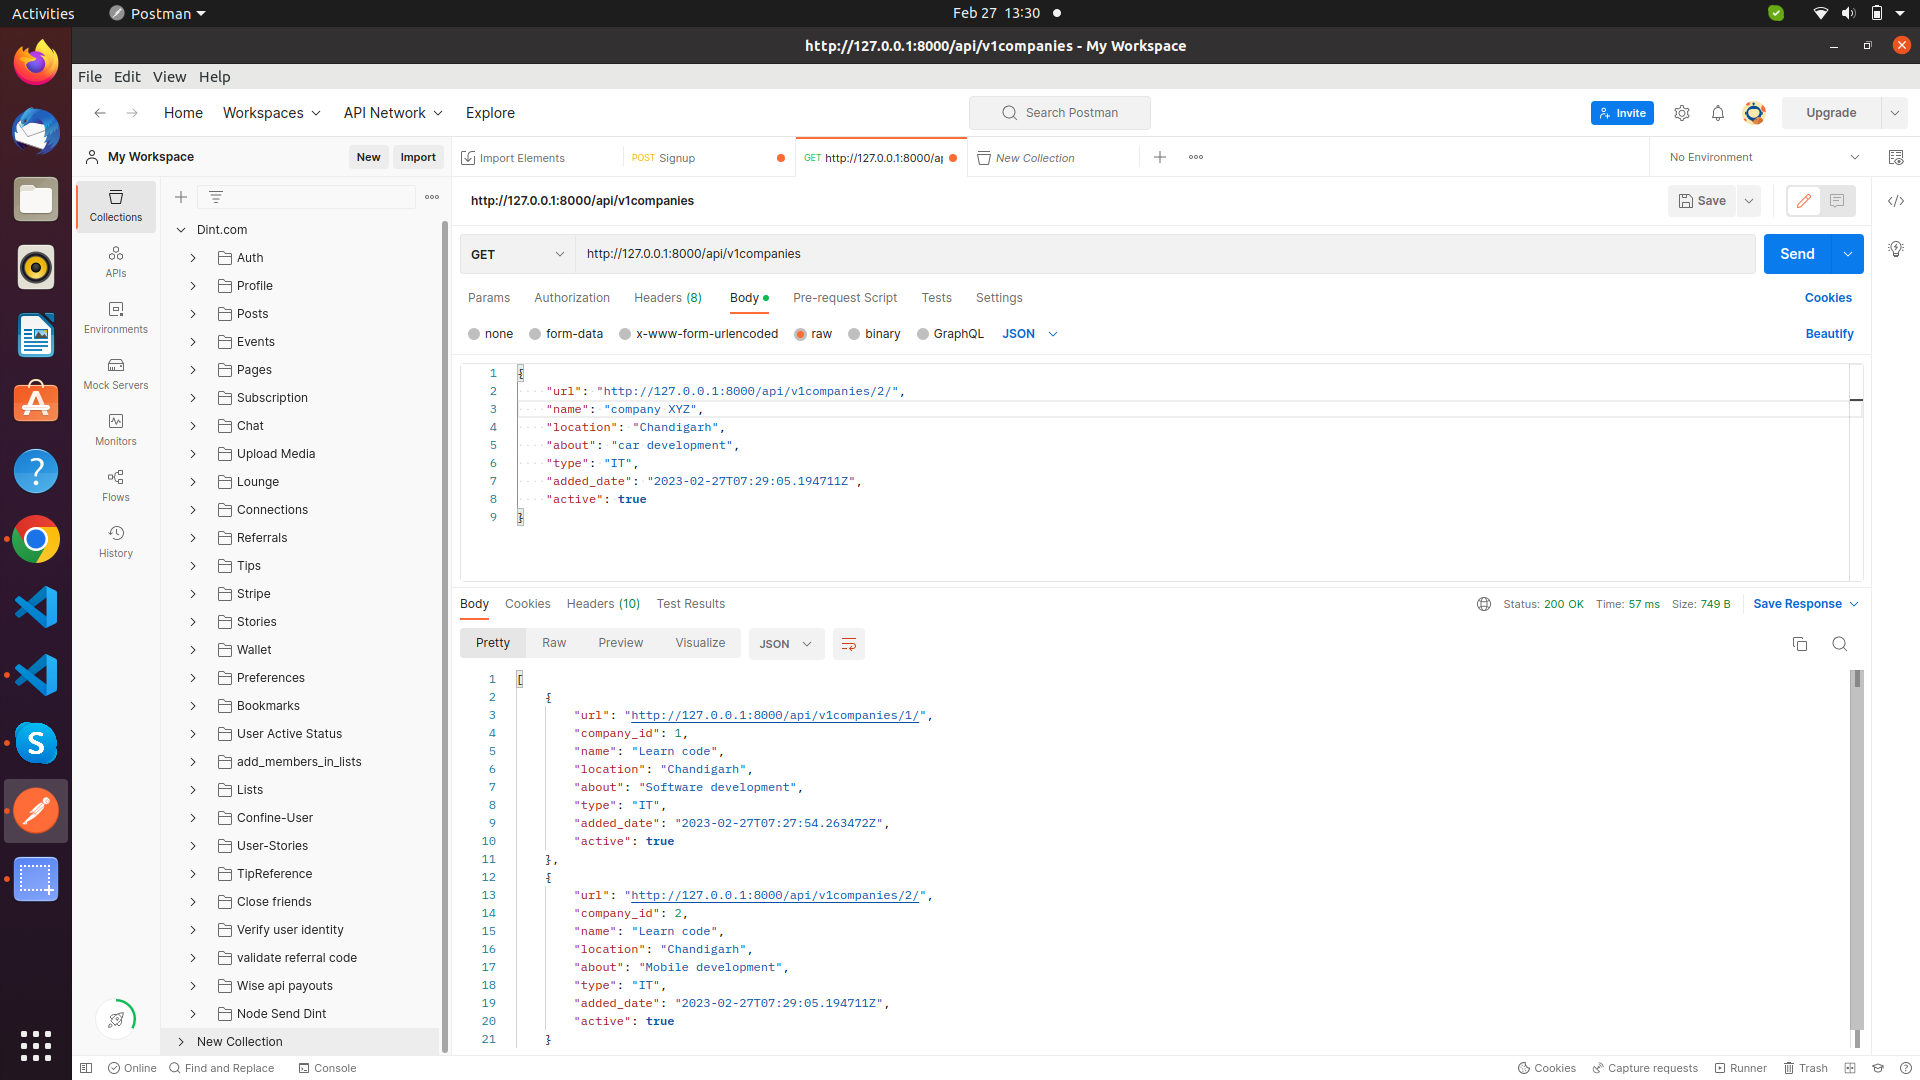 Activities
Postman
Feb 27 13:30
http://127.0.0.1:8000/api/v1companies - My Workspace
File Edit View Help
Home Workspaces API Network Explore
Search Postman
Invite
Upgrade
My Workspace
New Import
Import Elements
POST Signup
GET http://127.0.0.1:8000/ap
New Collection
No Environment
Collections
APIs
Environments
Mock Servers
Monitors
Flows
History
Dint.com
Auth
Profile
Posts
Events
Pages
Subscription
Chat
Upload Media
Lounge
Connections
Referrals
Tips
Stripe
Stories
Wallet
Preferences
Bookmarks
User Active Status
add_members_in_lists
Lists
Confine-User
User-Stories
TipReference
Close friends
Verify user identity
validate referral code
Wise api payouts
Node Send Dint
New Collection
http://127.0.0.1:8000/api/v1companies
Save
GET http://127.0.0.1:8000/api/v1companies
Send
Params Authorization Headers (8) Body Pre-request Script Tests Settings
Cookies
none form-data x-www-form-urlencoded raw binary GraphQL JSON
Beautify
1 {
2 "url": "http://127.0.0.1:8000/api/v1companies/2/",
3 "name": "company XYZ",
4 "location": "Chandigarh",
5 "about": "car development",
6 "type": "IT",
7 "added_date": "2023-02-27T07:29:05.194711Z",
8 "active": true
9 }
Body Cookies Headers (10) Test Results
Status: 200 OK Time: 57 ms Size: 749 B
Save Response
Pretty Raw Preview Visualize JSON
1 [
2 {
3 "url": "http://127.0.0.1:8000/api/v1companies/1/",
4 "company_id": 1,
5 "name": "Learn code",
6 "location": "Chandigarh",
7 "about": "Software development",
8 "type": "IT",
9 "added_date": "2023-02-27T07:27:54.263472Z",
10 "active": true
11 },
12 {
13 "url": "http://127.0.0.1:8000/api/v1companies/2/",
14 "company_id": 2,
15 "name": "Learn code",
16 "location": "Chandigarh",
17 "about": "Mobile development",
18 "type": "IT",
19 "added_date": "2023-02-27T07:29:05.194711Z",
20 "active": true
21 }
Online Find and Replace Console
Cookies Capture requests Runner Trash